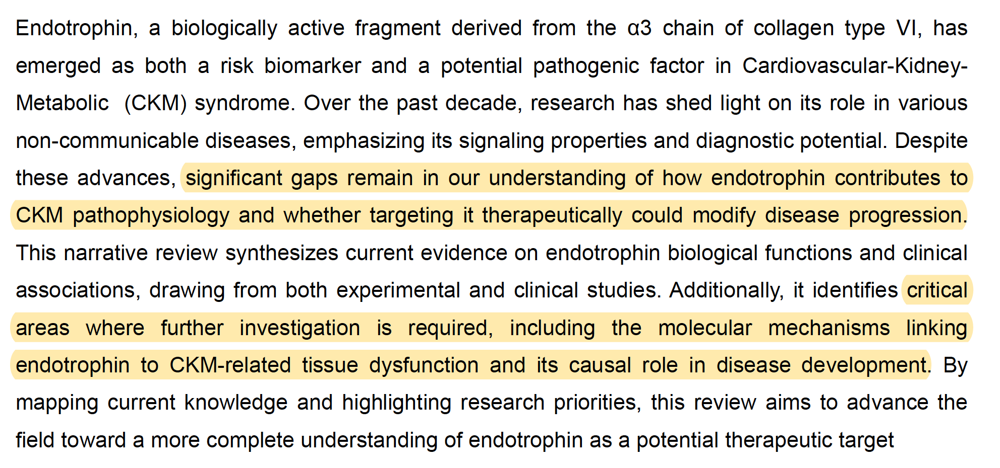 Endotrophin, a biologically active fragment derived from the α3 chain of collagen type VI, has
emerged as both a risk biomarker and a potential pathogenic factor in Cardiovascular-Kidney-
Metabolic (CKM) syndrome. Over the past decade, research has shed light on its role in various
non-communicable diseases, emphasizing its signaling properties and diagnostic potential. Despite
these advances, significant gaps remain in our understanding of how endotrophin contributes to
CKM pathophysiology and whether targeting it therapeutically could modify disease progression.
This narrative review synthesizes current evidence on endotrophin biological functions and clinical
associations, drawing from both experimental and clinical studies. Additionally, it identifies critical
areas where further investigation is required, including the molecular mechanisms linking
endotrophin to CKM-related tissue dysfunction and its causal role in disease development. By
mapping current knowledge and highlighting research priorities, this review aims to advance the
field toward a more complete understanding of endotrophin as a potential therapeutic target